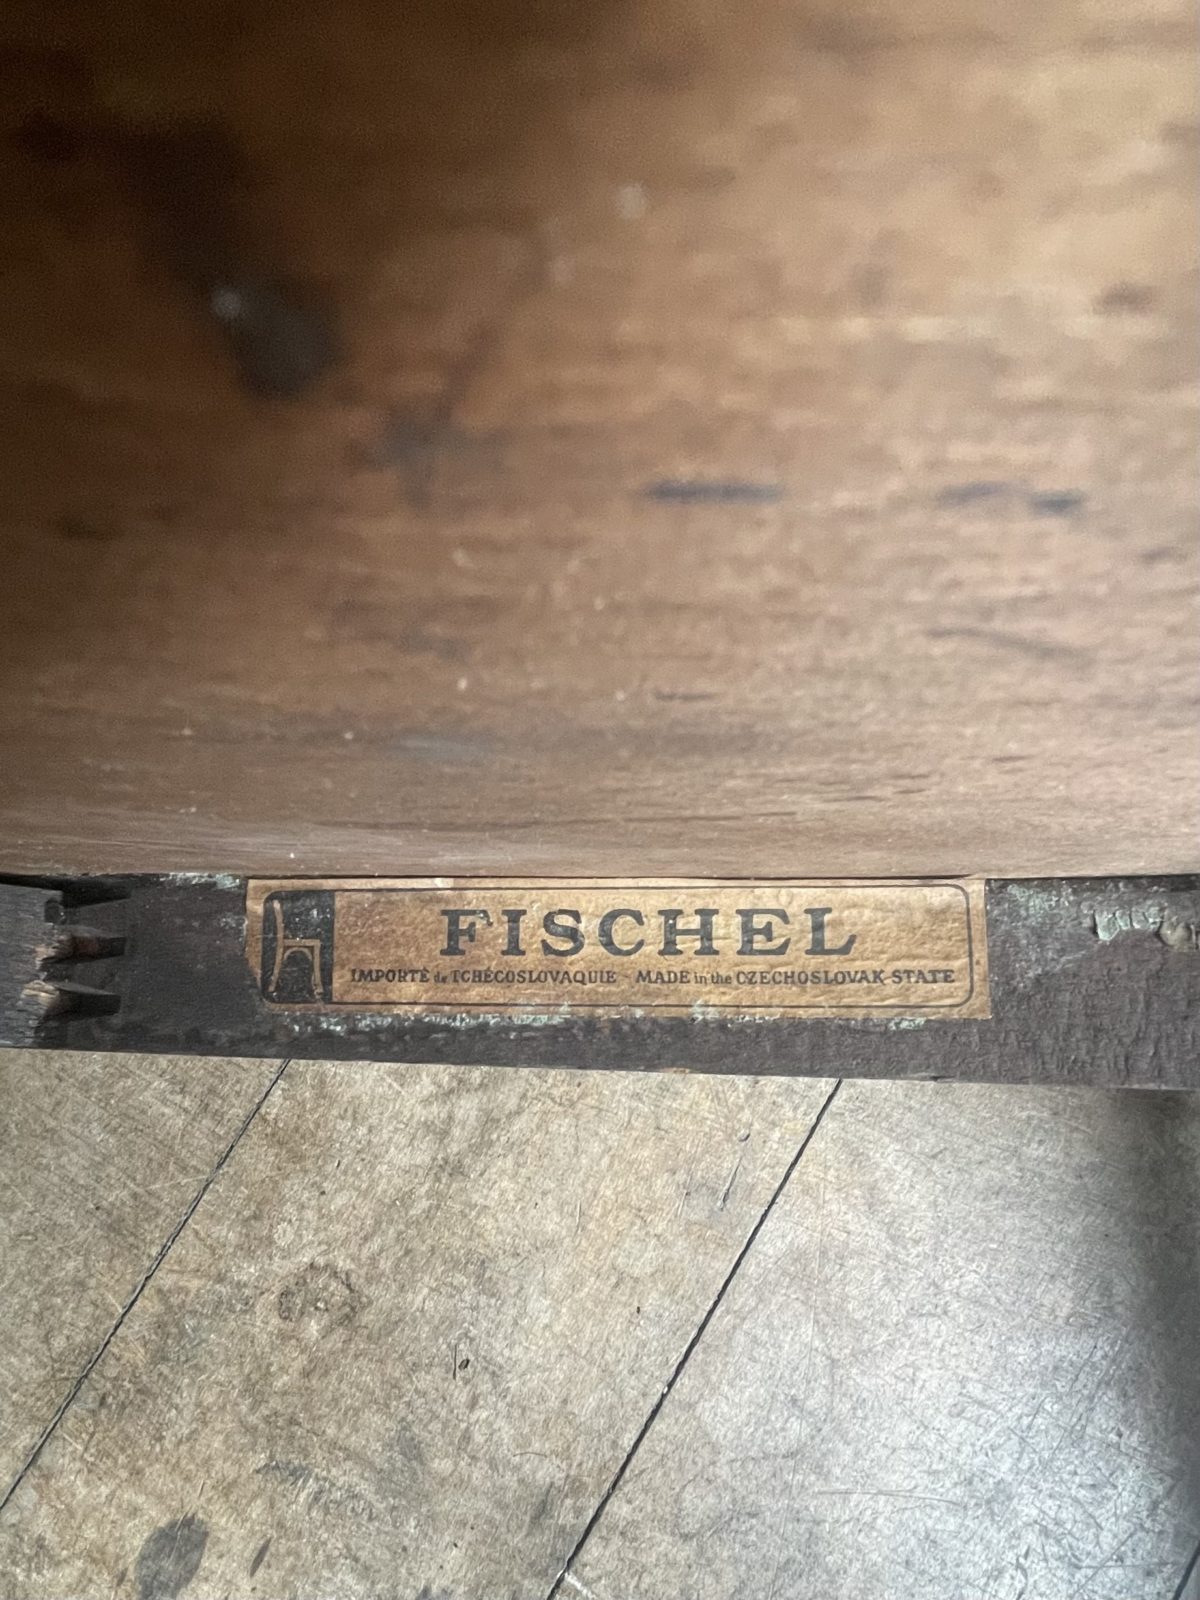 FISCHEL
IMPORTÉ de TCHÉCOSLOVAQUIE - MADE in the CZECHOSLOVAK-STATE